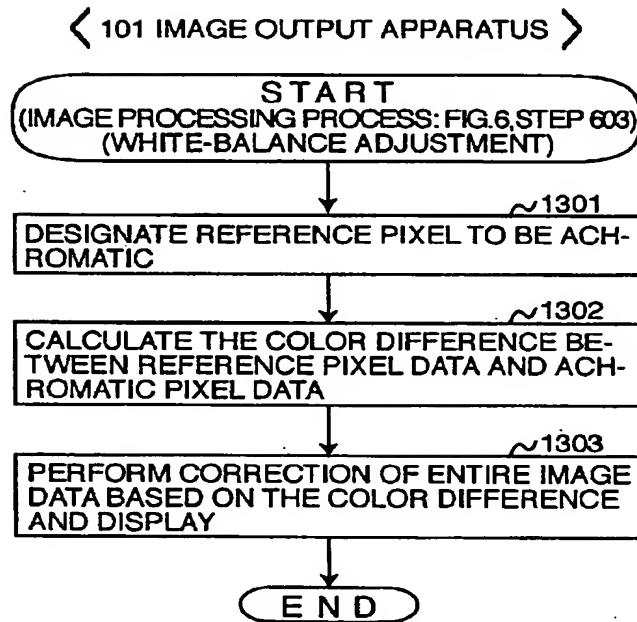 < 101 IMAGE OUTPUT APPARATUS >
START
(IMAGE PROCESSING PROCESS: FIG.6, STEP 603)
(WHITE-BALANCE ADJUSTMENT)
~1301
DESIGNATE REFERENCE PIXEL TO BE ACH-
ROMATIC
~1302
CALCULATE THE COLOR DIFFERENCE BE-
TWEEN REFERENCE PIXEL DATA AND ACH-
ROMATIC PIXEL DATA
~1303
PERFORM CORRECTION OF ENTIRE IMAGE
DATA BASED ON THE COLOR DIFFERENCE
AND DISPLAY
END